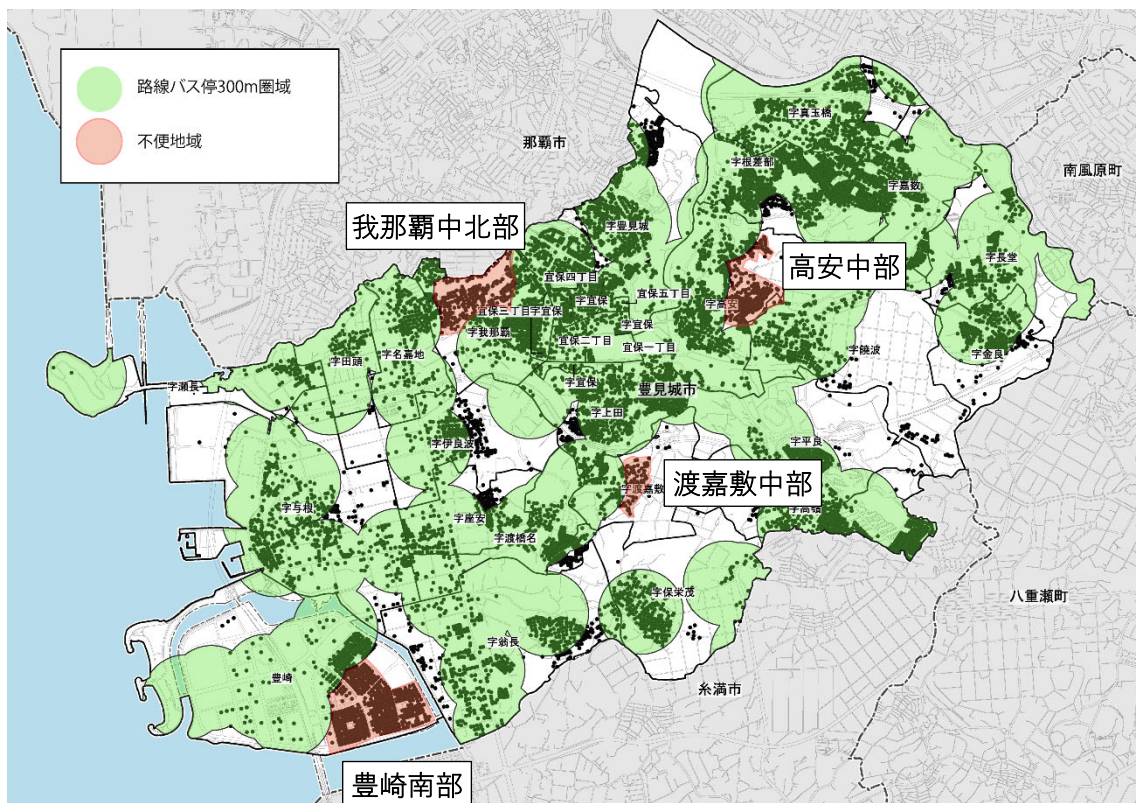 路線バス停300m圏域
不便地域
那覇市
南風原町
字真玉橋
字根差部
字嘉数
我那覇中北部
字豊見城
高安中部
字長堂
宜保四丁目
宜保五丁目
字高安
字宜保
宜保三丁目
字宜保
字我那覇
字宜保
宜保二丁目
宜保一丁目
字饒波
字金良
字田頭
字名嘉地
字瀬長
字宜保
豊見城市
字上田
字伊良波
字平良
渡嘉敷中部
字渡嘉敷
字高嶺
字与根
字座安
字渡橋名
字保栄茂
八重瀬町
字翁長
豊崎
糸満市
豊崎南部